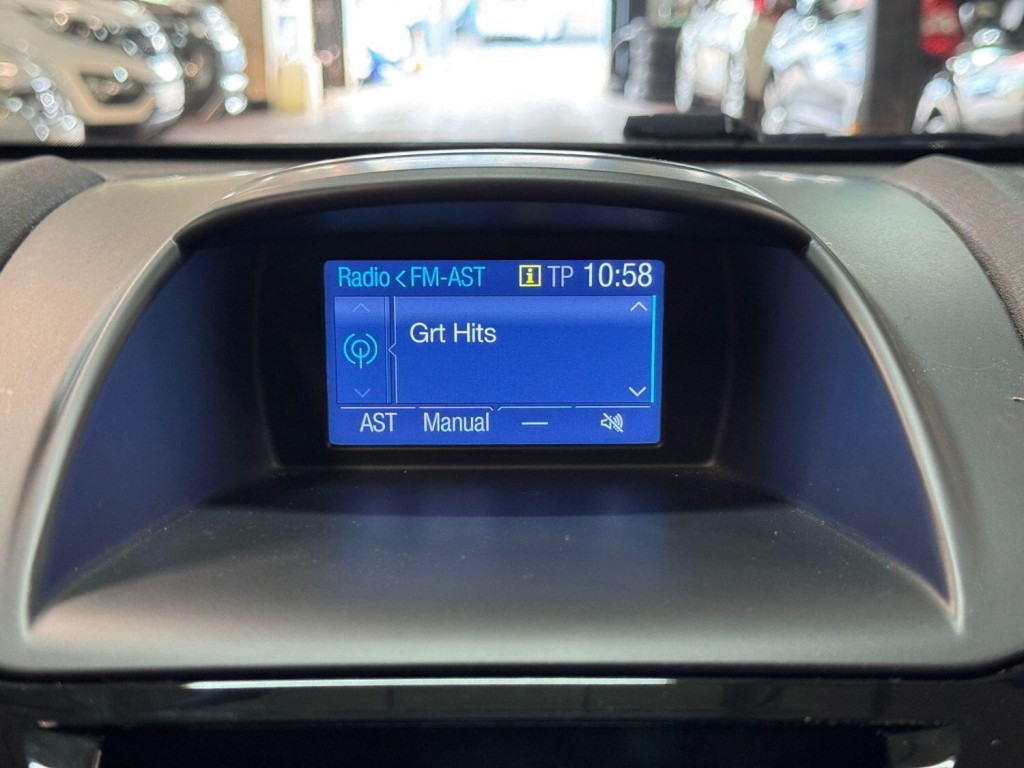 Radio < FM-AST i TP 10:58
Grt Hits
AST Manual —